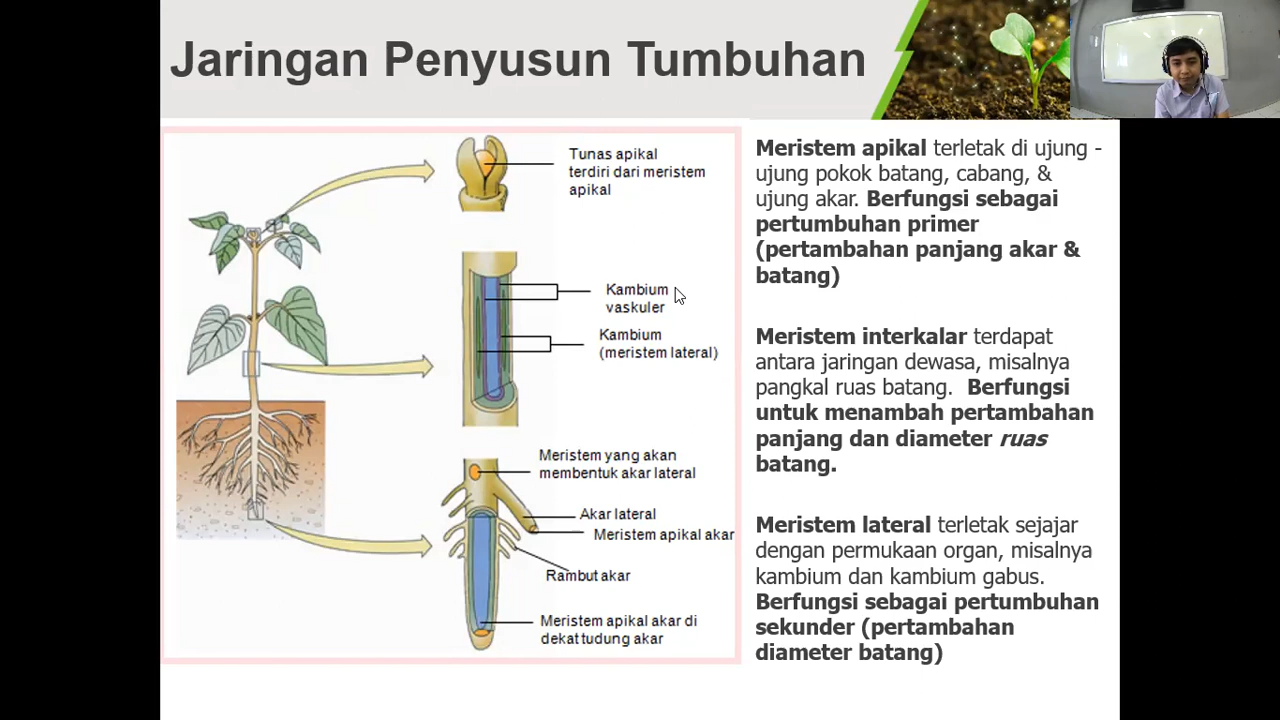 Jaringan Penyusun Tumbuhan
Tunas apikal
terdiri dari meristem
apikal
Kambium
vaskuler
Kambium
(meristem lateral)
Meristem yang akan
membentuk akar lateral
Akar lateral
Meristem apikal akar
Rambut akar
Meristem apikal akar di
dekat tudung akar
Meristem apikal terletak di ujung -
ujung pokok batang, cabang, &
ujung akar. Berfungsi sebagai
pertumbuhan primer
(pertambahan panjang akar &
batang)
Meristem interkalar terdapat
antara jaringan dewasa, misalnya
pangkal ruas batang. Berfungsi
untuk menambah pertambahan
panjang dan diameter ruas
batang.
Meristem lateral terletak sejajar
dengan permukaan organ, misalnya
kambium dan kambium gabus.
Berfungsi sebagai pertumbuhan
sekunder (pertambahan
diameter batang)